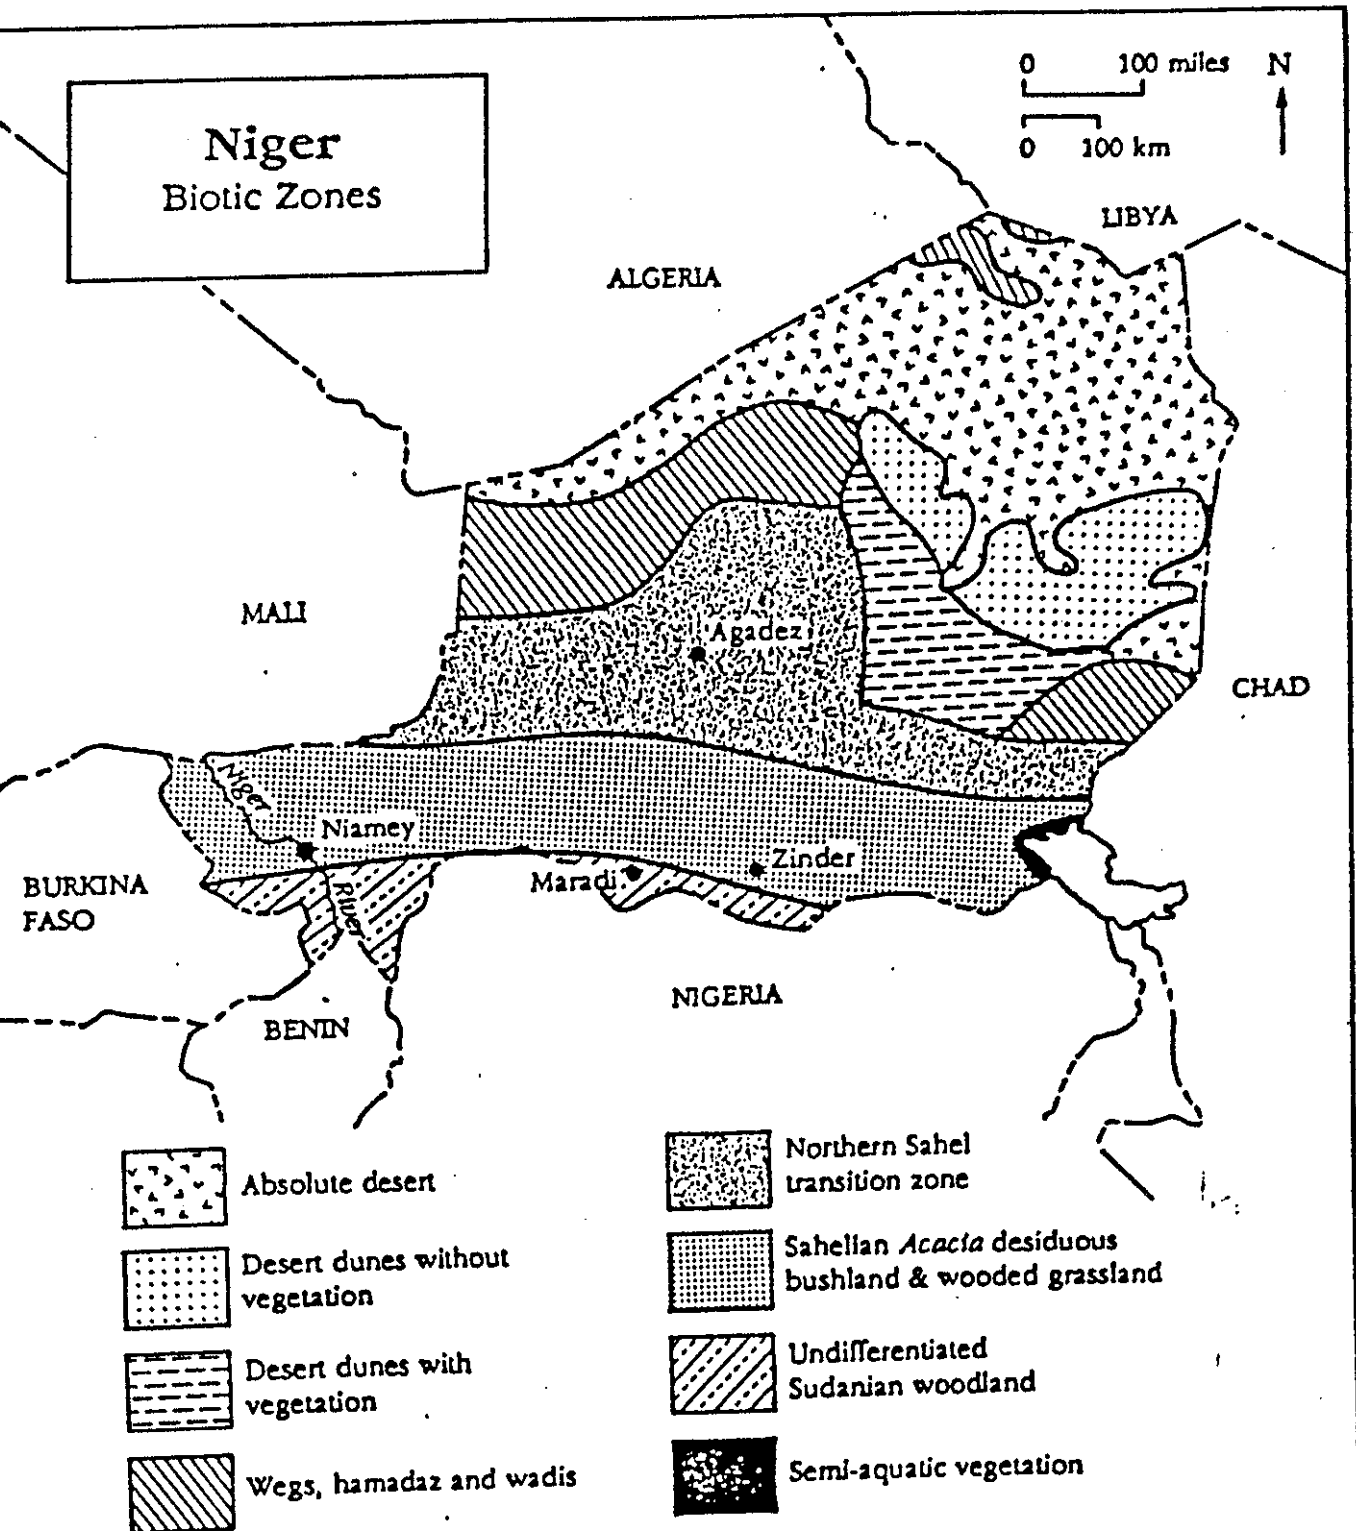 Niger
Biotic Zones
0 100 miles
N
0 100 km
LIBYA
ALGERIA
MALI
Agadez
CHAD
Niger
Niamey
Zinder
Maradi
BURKINA
FASO
River
NIGERIA
BENIN
Absolute desert
Desert dunes without
vegetation
Desert dunes with
vegetation
Wegs, hamadaz and wadis
Northern Sahel
transition zone
Sahelian Acacia desiduous
bushland & wooded grassland
Undifferentiated
Sudanian woodland
Semi-aquatic vegetation